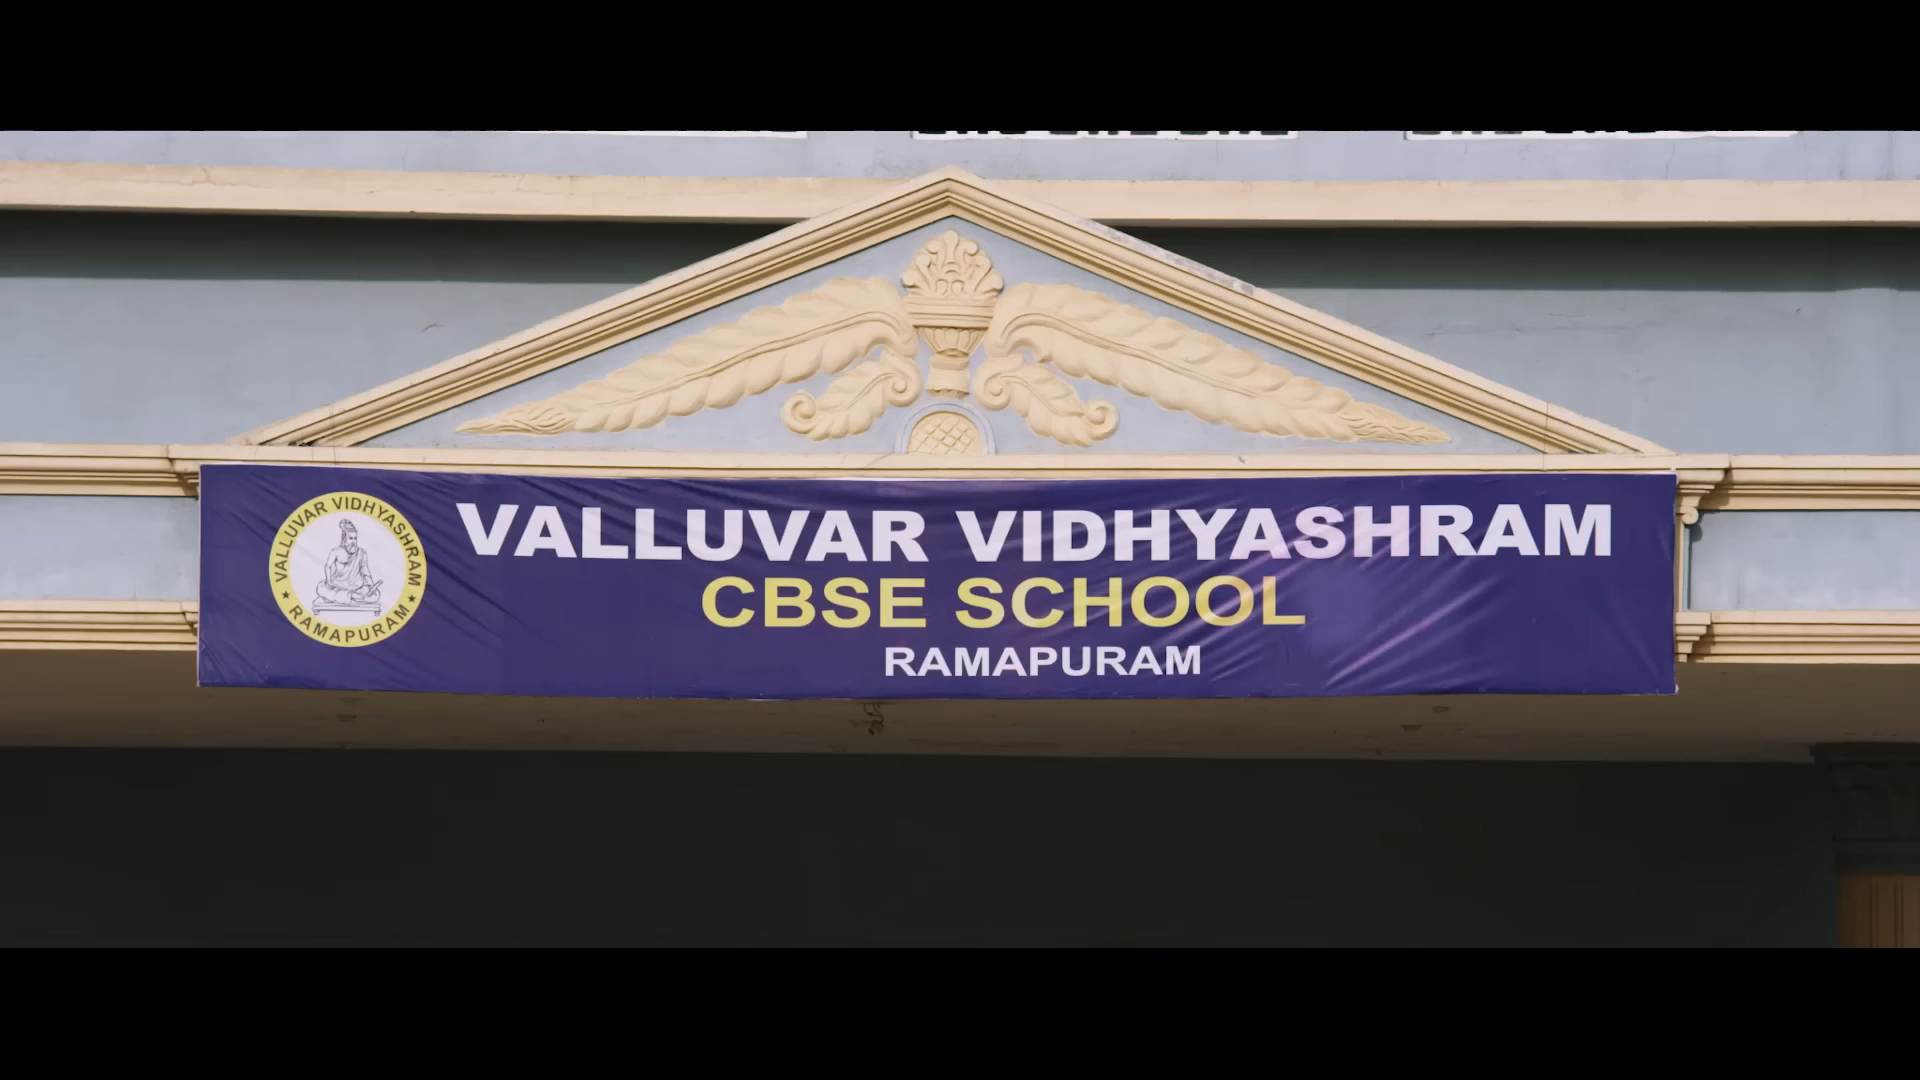 VALLUVAR VIDHYASHRAM
★ RAMAPURAM ★
VALLUVAR VIDHYASHRAM
CBSE SCHOOL
RAMAPURAM